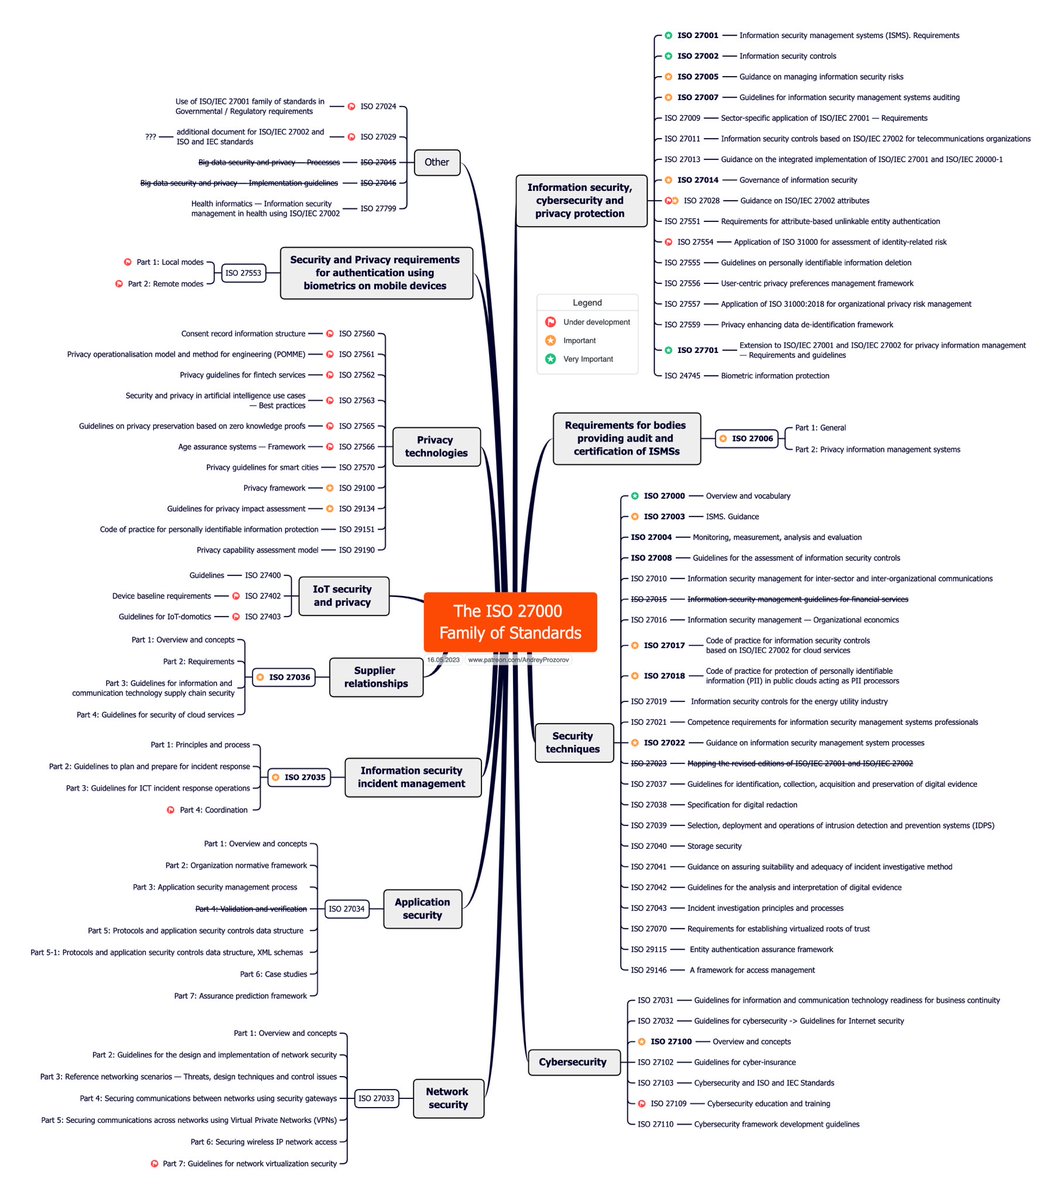 The ISO 27000
Family of Standards
16.05.2023 www.patreon.com/AndreyProzorov
Legend
Under development
Important
Very Important
Information security,
cybersecurity and
privacy protection
ISO 27001 Information security management systems (ISMS). Requirements
ISO 27002 Information security controls
ISO 27005 Guidance on managing information security risks
ISO 27007 Guidelines for information security management systems auditing
ISO 27009 Sector-specific application of ISO/IEC 27001 — Requirements
ISO 27011 Information security controls based on ISO/IEC 27002 for telecommunications organizations
ISO 27013 Guidance on the integrated implementation of ISO/IEC 27001 and ISO/IEC 20000-1
ISO 27014 Governance of information security
ISO 27028 Guidance on ISO/IEC 27002 attributes
ISO 27551 Requirements for attribute-based unlinkable entity authentication
ISO 27554 Application of ISO 31000 for assessment of identity-related risk
ISO 27555 Guidelines on personally identifiable information deletion
ISO 27556 User-centric privacy preferences management framework
ISO 27557 Application of ISO 31000:2018 for organizational privacy risk management
ISO 27559 Privacy enhancing data de-identification framework
ISO 27701 Extension to ISO/IEC 27001 and ISO/IEC 27002 for privacy information management
— Requirements and guidelines
ISO 24745 Biometric information protection
Requirements for bodies
providing audit and
certification of ISMSs
ISO 27006
Part 1: General
Part 2: Privacy information management systems
Security
techniques
ISO 27000 Overview and vocabulary
ISO 27003 ISMS. Guidance
ISO 27004 Monitoring, measurement, analysis and evaluation
ISO 27008 Guidelines for the assessment of information security controls
ISO 27010 Information security management for inter-sector and inter-organizational communications
ISO 27015 Information security management guidelines for financial services
ISO 27016 Information security management — Organizational economics
ISO 27017 Code of practice for information security controls
based on ISO/IEC 27002 for cloud services
ISO 27018 Code of practice for protection of personally identifiable
information (PII) in public clouds acting as PII processors
ISO 27019 Information security controls for the energy utility industry
ISO 27021 Competence requirements for information security management systems professionals
ISO 27022 Guidance on information security management system processes
ISO 27023 Mapping the revised editions of ISO/IEC 27001 and ISO/IEC 27002
ISO 27037 Guidelines for identification, collection, acquisition and preservation of digital evidence
ISO 27038 Specification for digital redaction
ISO 27039 Selection, deployment and operations of intrusion detection and prevention systems (IDPS)
ISO 27040 Storage security
ISO 27041 Guidance on assuring suitability and adequacy of incident investigative method
ISO 27042 Guidelines for the analysis and interpretation of digital evidence
ISO 27043 Incident investigation principles and processes
ISO 27070 Requirements for establishing virtualized roots of trust
ISO 29115 Entity authentication assurance framework
ISO 29146 A framework for access management
Cybersecurity
ISO 27031 Guidelines for information and communication technology readiness for business continuity
ISO 27032 Guidelines for cybersecurity -> Guidelines for Internet security
ISO 27100 Overview and concepts
ISO 27102 Guidelines for cyber-insurance
ISO 27103 Cybersecurity and ISO and IEC Standards
ISO 27109 Cybersecurity education and training
ISO 27110 Cybersecurity framework development guidelines
Other
Use of ISO/IEC 27001 family of standards in
Governmental / Regulatory requirements ISO 27024
??? additional document for ISO/IEC 27002 and
ISO and IEC standards ISO 27029
Big data security and privacy — Processes ISO 27045
Big data security and privacy — Implementation guidelines ISO 27046
Health informatics — Information security
management in health using ISO/IEC 27002 ISO 27799
Security and Privacy requirements
for authentication using
biometrics on mobile devices
ISO 27553
Part 1: Local modes
Part 2: Remote modes
Privacy
technologies
Consent record information structure ISO 27560
Privacy operationalisation model and method for engineering (POMME) ISO 27561
Privacy guidelines for fintech services ISO 27562
Security and privacy in artificial intelligence use cases
— Best practices ISO 27563
Guidelines on privacy preservation based on zero knowledge proofs ISO 27565
Age assurance systems — Framework ISO 27566
Privacy guidelines for smart cities ISO 27570
Privacy framework ISO 29100
Guidelines for privacy impact assessment ISO 29134
Code of practice for personally identifiable information protection ISO 29151
Privacy capability assessment model ISO 29190
IoT security
and privacy
Guidelines ISO 27400
Device baseline requirements ISO 27402
Guidelines for IoT-domotics ISO 27403
Supplier
relationships
ISO 27036
Part 1: Overview and concepts
Part 2: Requirements
Part 3: Guidelines for information and
communication technology supply chain security
Part 4: Guidelines for security of cloud services
Information security
incident management
ISO 27035
Part 1: Principles and process
Part 2: Guidelines to plan and prepare for incident response
Part 3: Guidelines for ICT incident response operations
Part 4: Coordination
Application
security
ISO 27034
Part 1: Overview and concepts
Part 2: Organization normative framework
Part 3: Application security management process
Part 4: Validation and verification
Part 5: Protocols and application security controls data structure
Part 5-1: Protocols and application security controls data structure, XML schemas
Part 6: Case studies
Part 7: Assurance prediction framework
Network
security
ISO 27033
Part 1: Overview and concepts
Part 2: Guidelines for the design and implementation of network security
Part 3: Reference networking scenarios — Threats, design techniques and control issues
Part 4: Securing communications between networks using security gateways
Part 5: Securing communications across networks using Virtual Private Networks (VPNs)
Part 6: Securing wireless IP network access
Part 7: Guidelines for network virtualization security